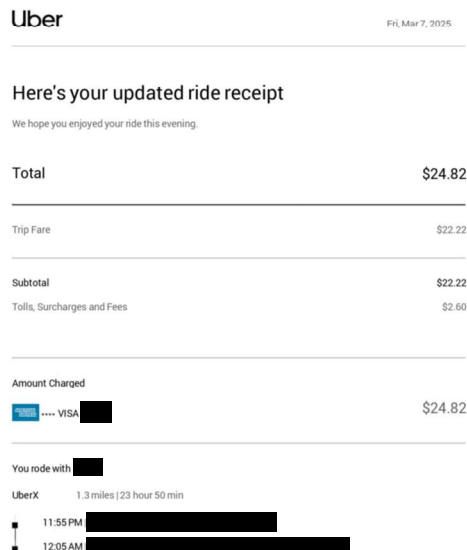 Uber
Fri, Mar 7, 2025
Here's your updated ride receipt
We hope you enjoyed your ride this evening.
Total $24.82
Trip Fare $22.22
Subtotal $22.22
Tolls, Surcharges and Fees $2.60
Amount Charged
•••• VISA $24.82
You rode with
UberX 1.3 miles | 23 hour 50 min
11:55 PM |
12:05 AM |